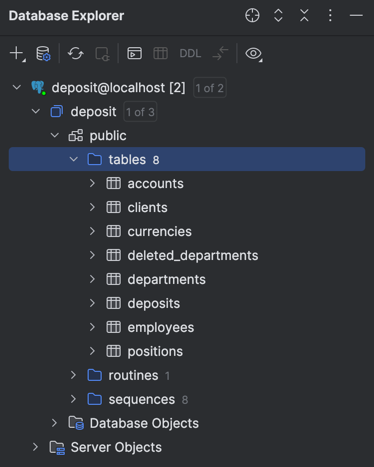 Database Explorer
DDL
deposit@localhost [2] 1 of 2
deposit 1 of 3
public
tables 8
accounts
clients
currencies
deleted_departments
departments
deposits
employees
positions
routines 1
sequences 8
Database Objects
Server Objects